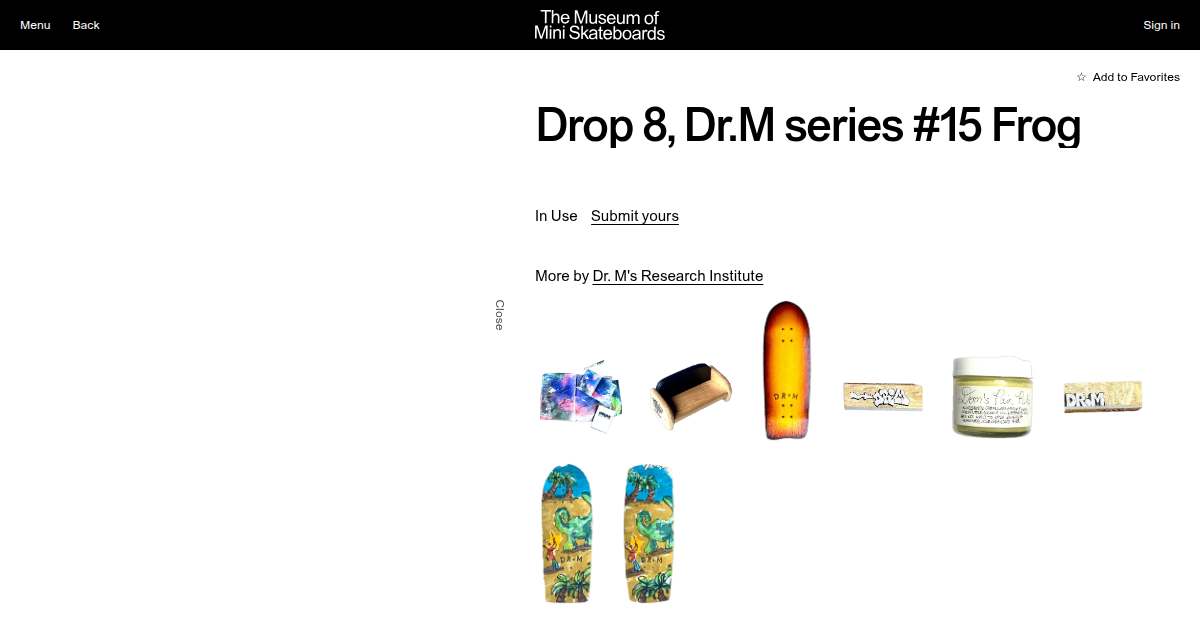 Menu
Back
The Museum of
Mini Skateboards
Sign in
☆ Add to Favorites
Drop 8, Dr.M series #15 Frog
In Use
Submit yours
More by Dr. M's Research Institute
Close
DR.M
DR.M
DR.M
DR.M
DR.M